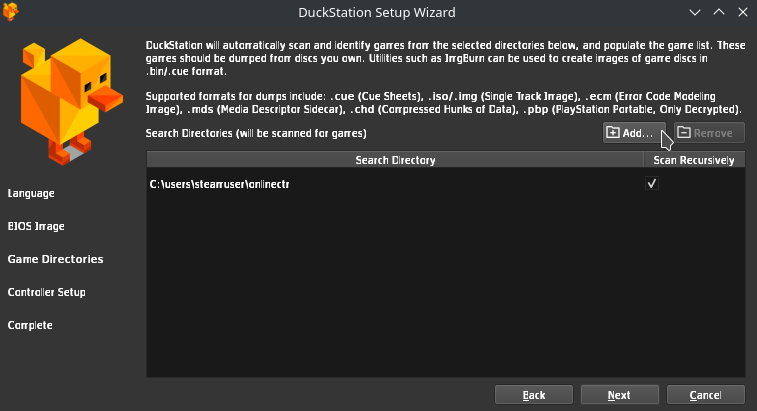 DuckStation Setup Wizard
DuckStation will automatically scan and identify games from the selected directories below, and populate the game list. These
games should be dumped from discs you own. Utilities such as ImgBurn can be used to create images of game discs in
.bin/.cue format.
Supported formats for dumps include: .cue (Cue Sheets), .iso/.img (Single Track Image), .ecm (Error Code Modeling
Image), .mds (Media Descriptor Sidecar), .chd (Compressed Hunks of Data), .pbp (PlayStation Portable, Only Decrypted).
Search Directories (will be scanned for games)
Add...
Remove
Search Directory
Scan Recursively
C:\users\steamuser\onlinectr
Language
BIOS Image
Game Directories
Controller Setup
Complete
Back
Next
Cancel